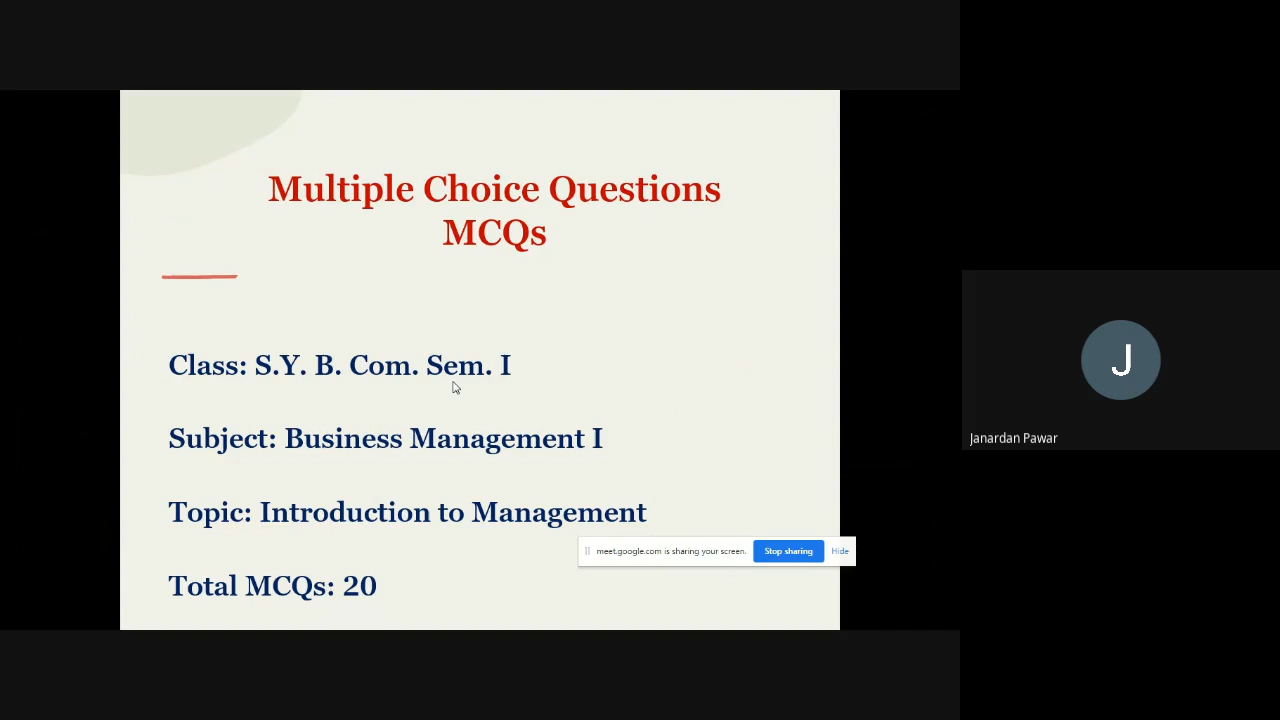 Multiple Choice Questions
MCQs
Class: S.Y. B. Com. Sem. I
Subject: Business Management I
Topic: Introduction to Management
Total MCQs: 20
meet.google.com is sharing your screen.
Stop sharing
Hide
J
Janardan Pawar